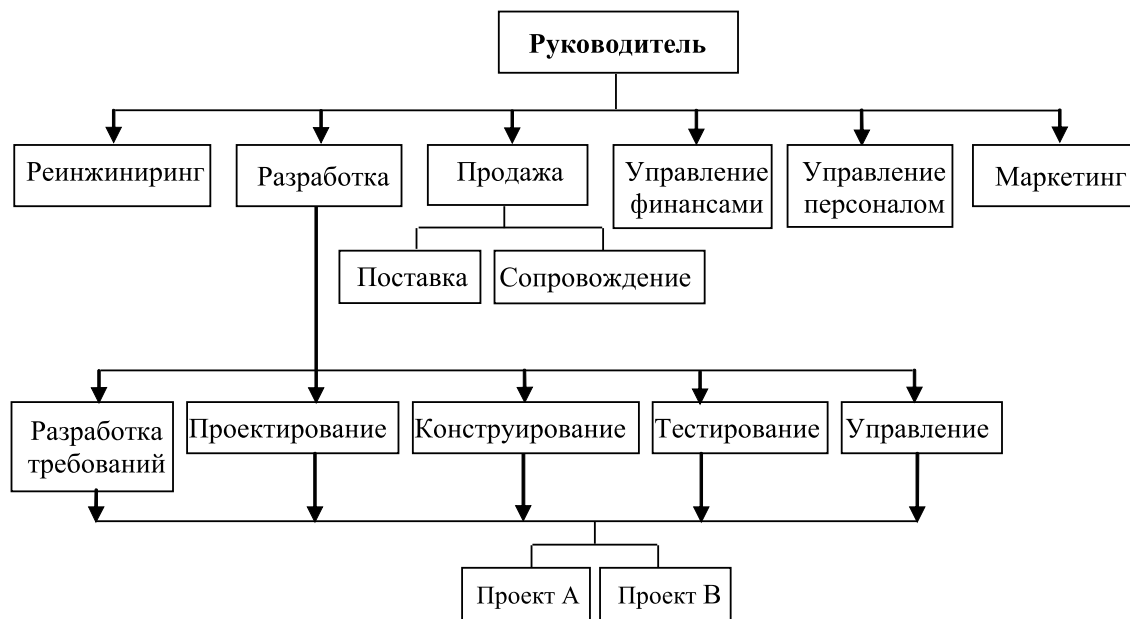 Руководитель
Реинжиниринг
Разработка
Продажа
Управление
финансами
Управление
персоналом
Маркетинг
Поставка
Сопровождение
Разработка
требований
Проектирование
Конструирование
Тестирование
Управление
Проект А
Проект В